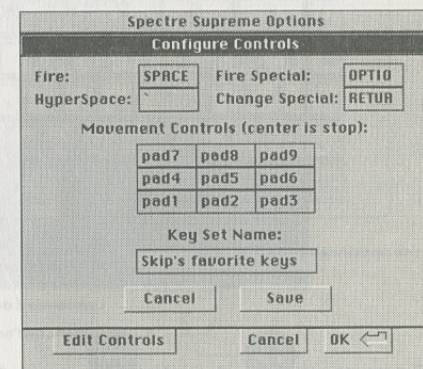 Spectre Supreme Options
Configure Controls
Fire: SPACE Fire Special: OPTIO
HyperSpace: ` Change Special: RETUR
Movement Controls (center is stop):
pad7 pad8 pad9
pad4 pad5 pad6
pad1 pad2 pad3
Key Set Name:
Skip's favorite keys
Cancel Save
Edit Controls Cancel OK